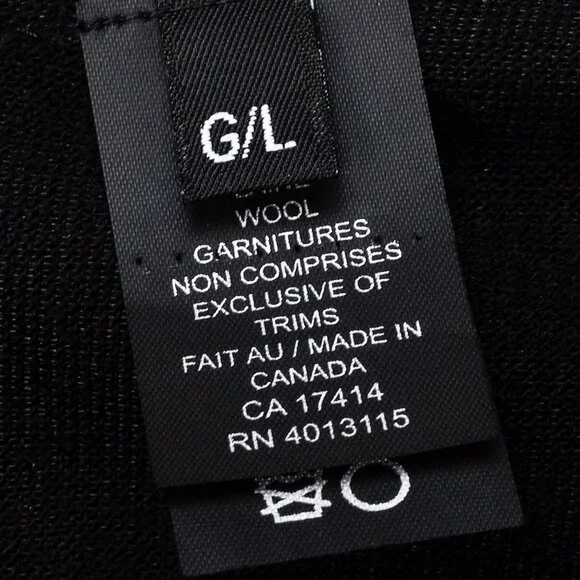 G/L
WOOL
GARNITURES
NON COMPRISES
EXCLUSIVE OF
TRIMS
FAIT AU / MADE IN
CANADA
CA 17414
RN 4013115